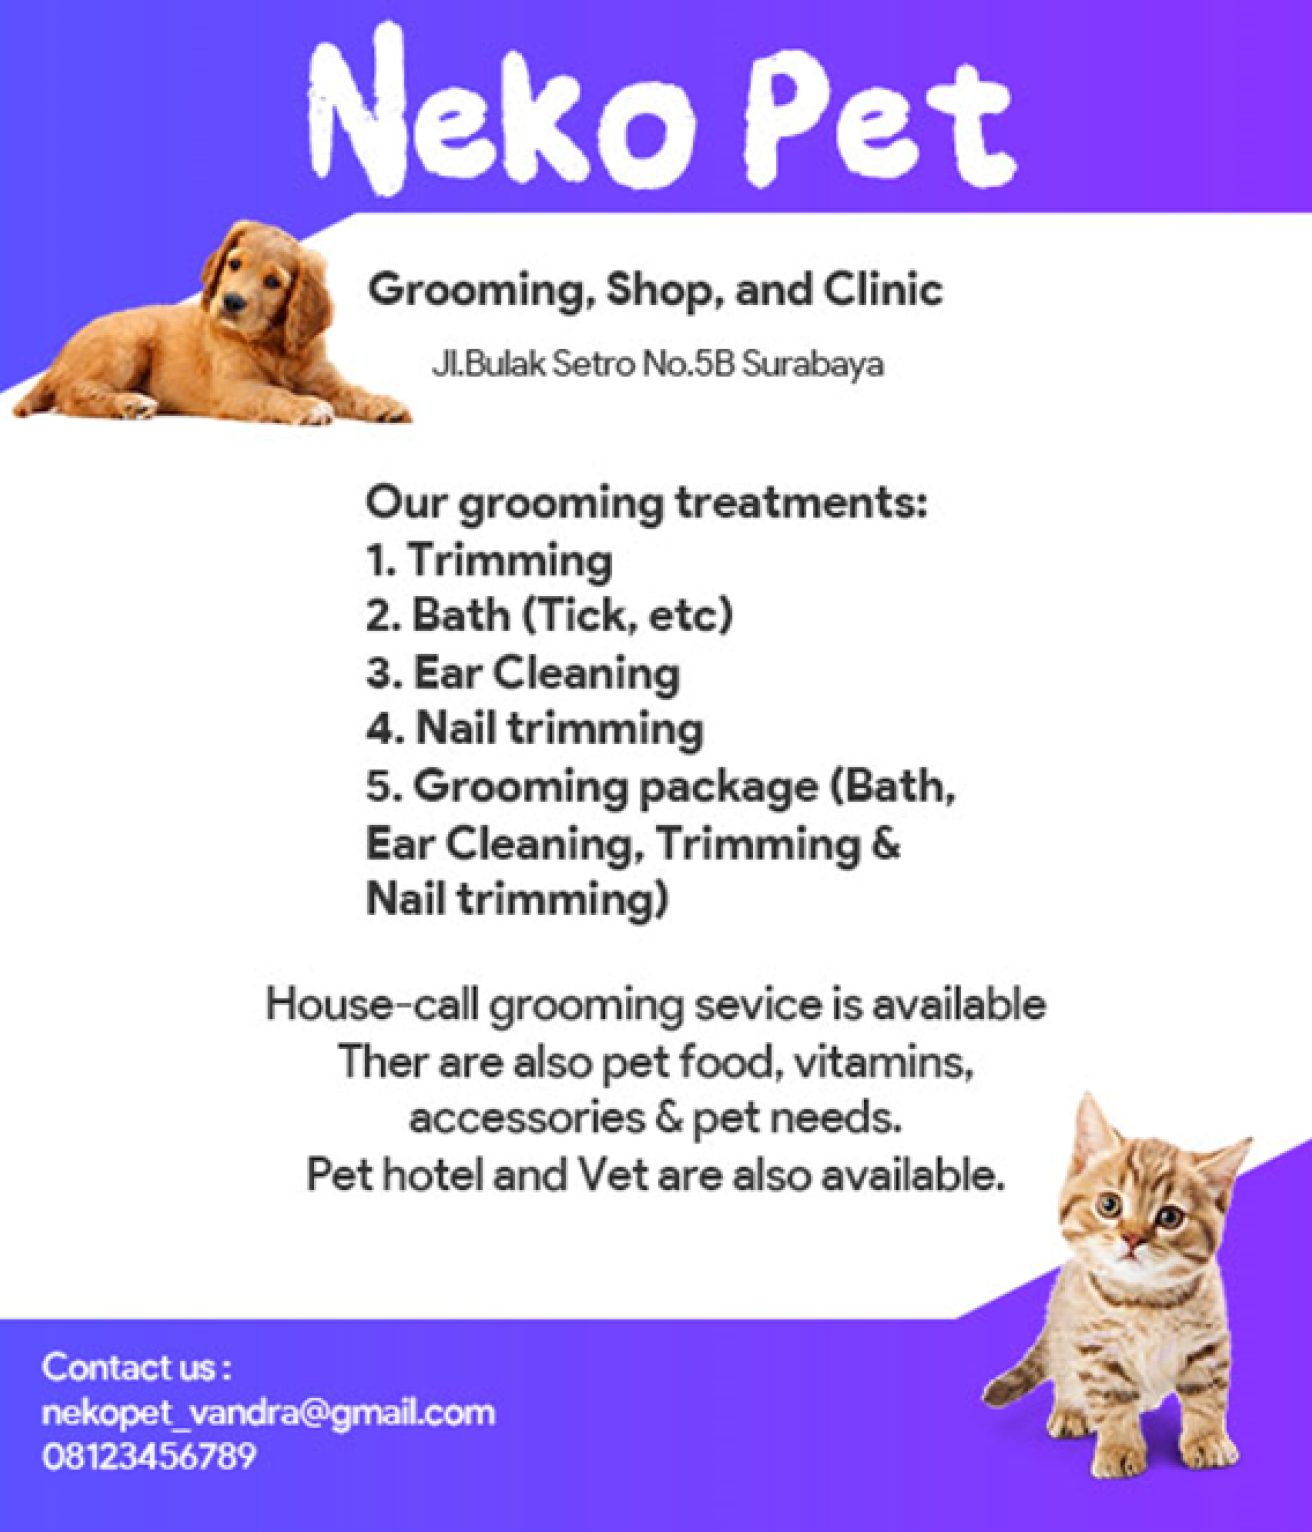 Neko Pet
Grooming, Shop, and Clinic
Jl.Bulak Setro No.5B Surabaya
Our grooming treatments:
1. Trimming
2. Bath (Tick, etc)
3. Ear Cleaning
4. Nail trimming
5. Grooming package (Bath,
Ear Cleaning, Trimming &
Nail trimming)
House-call grooming sevice is available
Ther are also pet food, vitamins,
accessories & pet needs.
Pet hotel and Vet are also available.
Contact us :
nekopet_vandra@gmail.com
08123456789